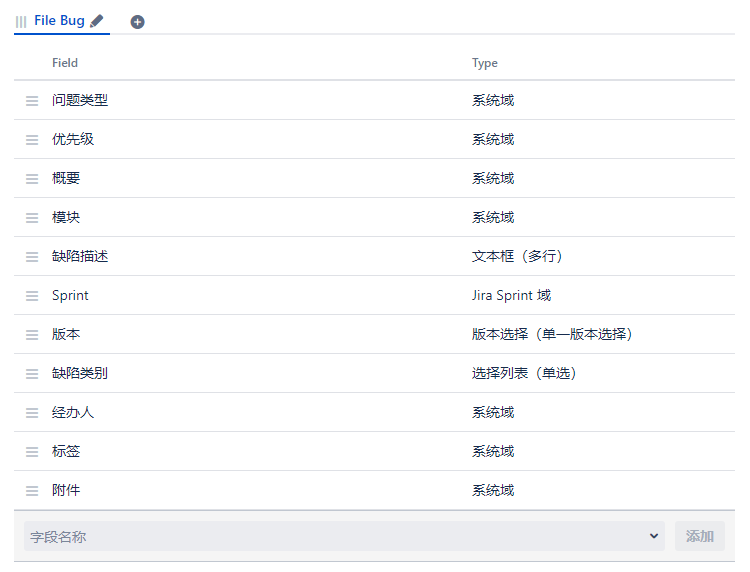 File Bug
Field Type
问题类型 系统域
优先级 系统域
概要 系统域
模块 系统域
缺陷描述 文本框（多行）
Sprint Jira Sprint 域
版本 版本选择（单一版本选择）
缺陷类别 选择列表（单选）
经办人 系统域
标签 系统域
附件 系统域
字段名称 添加